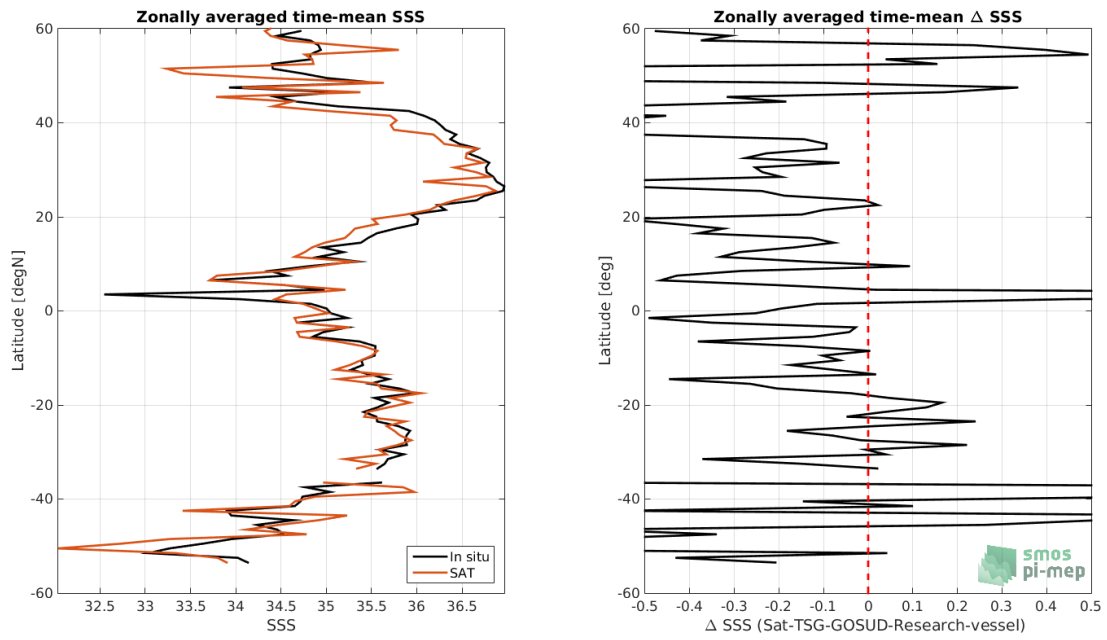 Zonally averaged time-mean SSS
60
40
20
0
-20
-40
-60
Latitude [degN]
32.5 33 33.5 34 34.5 35 35.5 36 36.5
SSS
In situ
SAT
Zonally averaged time-mean Δ SSS
60
40
20
0
-20
-40
-60
Latitude [deg]
-0.5 -0.4 -0.3 -0.2 -0.1 0 0.1 0.2 0.3 0.4 0.5
Δ SSS (Sat-TSG-GOSUD-Research-vessel)
smos
pi-mep